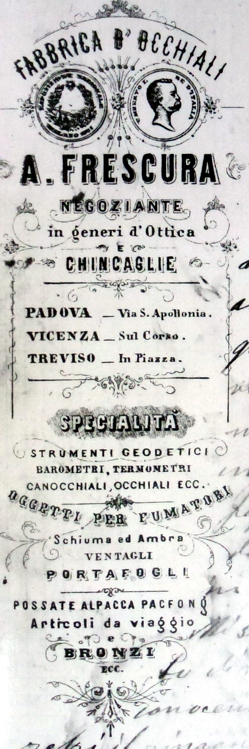 FABBRICA D'OCCHIALI
A. FRESCURA
NEGOZIANTE
in generi d'Ottica
E
CHINCAGLIE
PADOVA — Via S. Apollonia.
VICENZA — Sul Corso.
TREVISO — In Piazza.
SPECIALITÀ
STRUMENTI GEODETICI
BAROMETRI, TERMOMETRI
CANOCCHIALI, OCCHIALI ECC.
OGGETTI PER FUMATORI
Schiuma ed Ambra
VENTAGLI
PORTAFOGLI
POSSATE ALPACCA PACFONG
Articoli da viaggio
e
BRONZI
ECC.